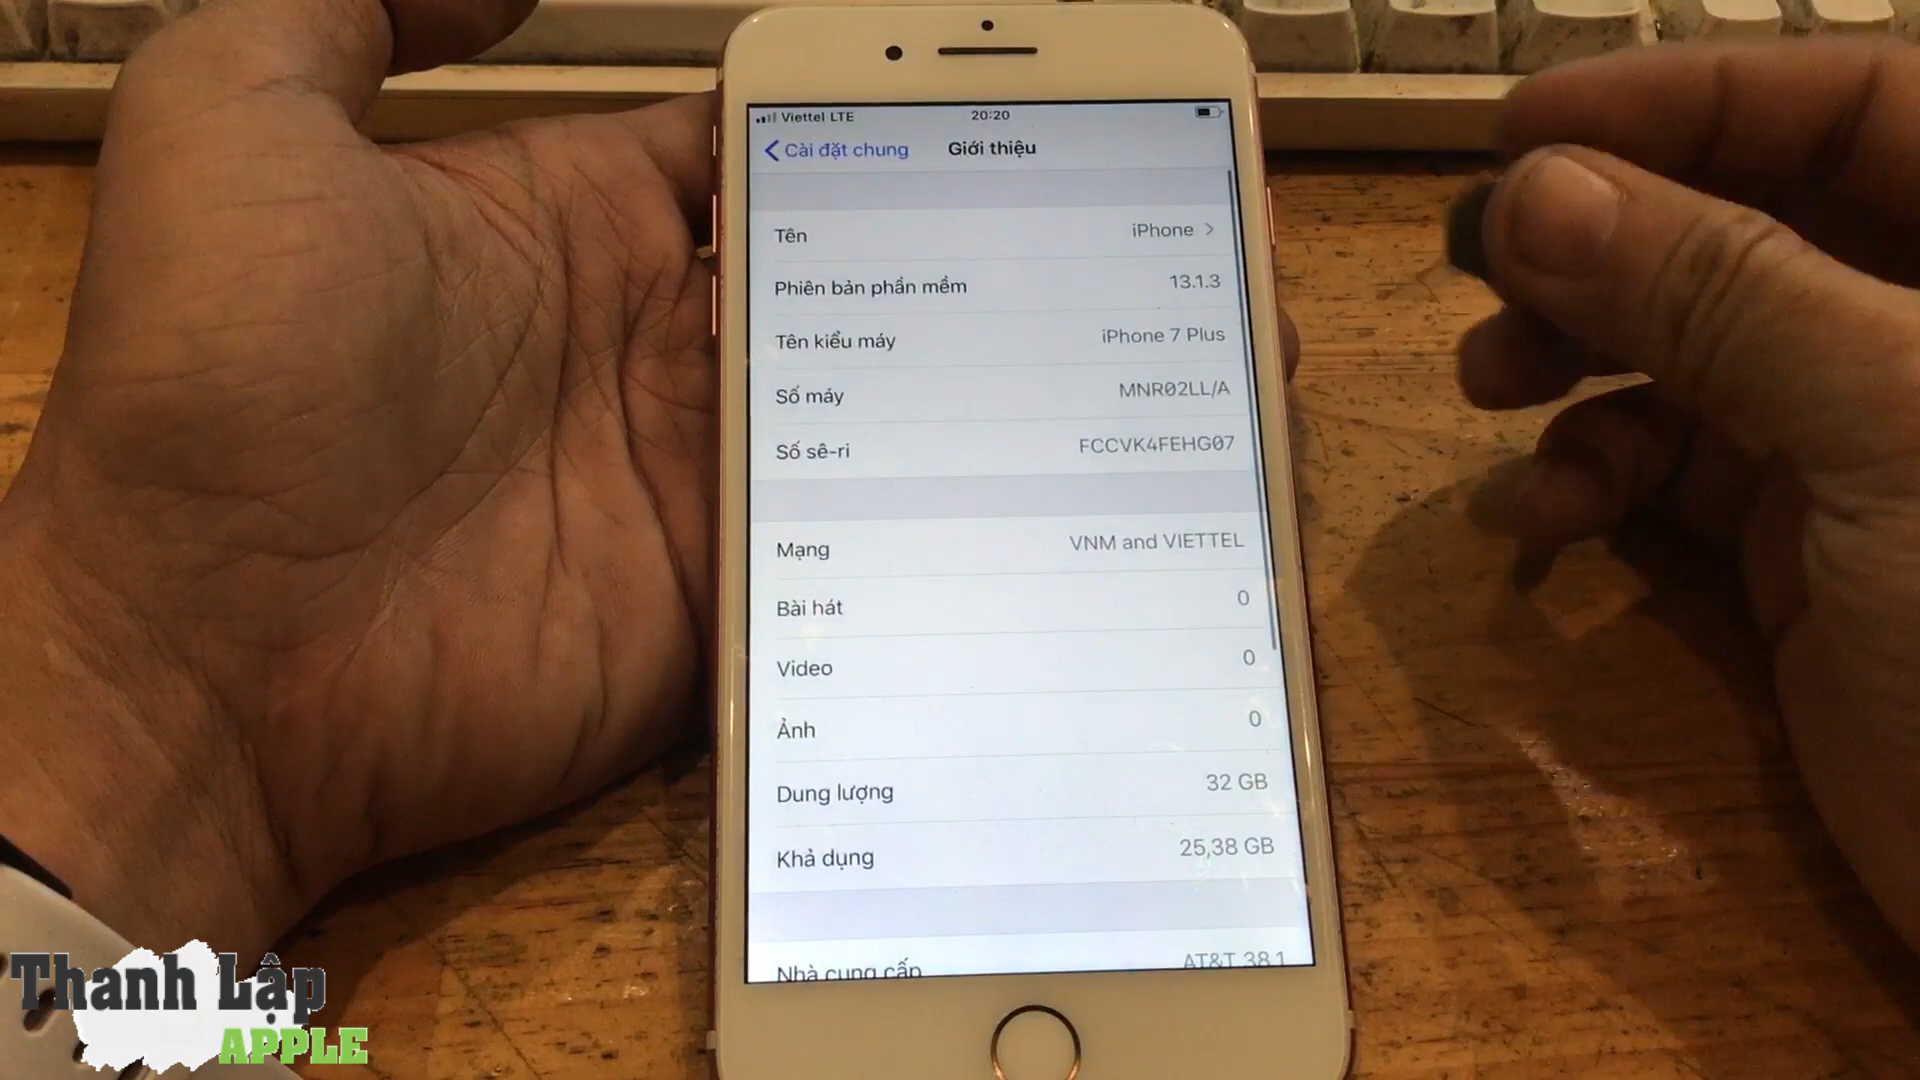 Viettel LTE 20:20
Cài đặt chung Giới thiệu
Tên iPhone
Phiên bản phần mềm 13.1.3
Tên kiểu máy iPhone 7 Plus
Số máy MNR02LL/A
Số sê-ri FCCVK4FEHG07
Mạng VNM and VIETTEL
Bài hát 0
Video 0
Ảnh 0
Dung lượng 32 GB
Khả dụng 25,38 GB
Nhà cung cấp AT&T 38.1
Thanh Lập
APPLE